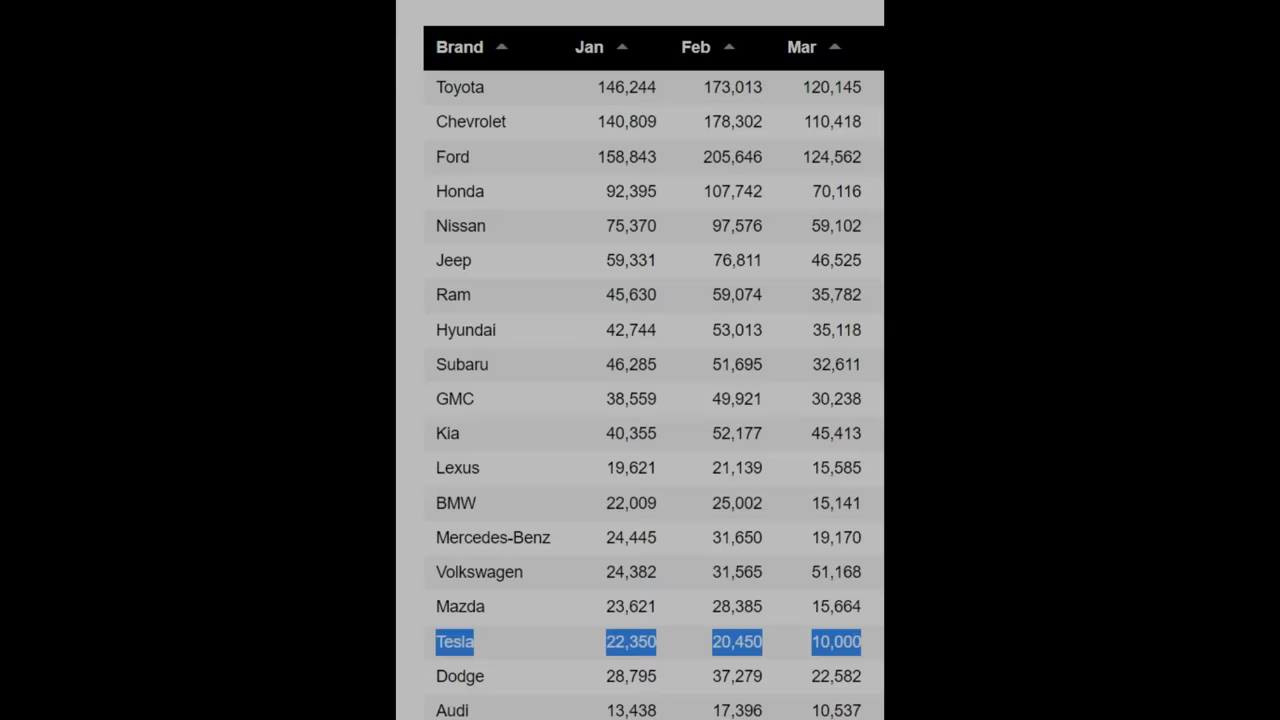 Brand Jan Feb Mar
Toyota 146,244 173,013 120,145
Chevrolet 140,809 178,302 110,418
Ford 158,843 205,646 124,562
Honda 92,395 107,742 70,116
Nissan 75,370 97,576 59,102
Jeep 59,331 76,811 46,525
Ram 45,630 59,074 35,782
Hyundai 42,744 53,013 35,118
Subaru 46,285 51,695 32,611
GMC 38,559 49,921 30,238
Kia 40,355 52,177 45,413
Lexus 19,621 21,139 15,585
BMW 22,009 25,002 15,141
Mercedes-Benz 24,445 31,650 19,170
Volkswagen 24,382 31,565 51,168
Mazda 23,621 28,385 15,664
Tesla 22,350 20,450 10,000
Dodge 28,795 37,279 22,582
Audi 13,438 17,396 10,537